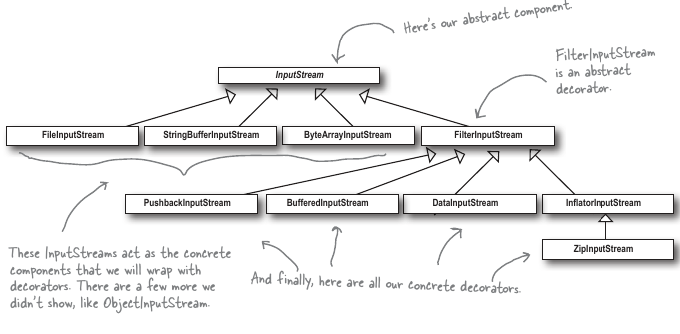 Here's our abstract component
InputStream
FilterInputStream
is an abstract
decorator.
FileInputStream
StringBufferInputStream
ByteArrayInputStream
FilterInputStream
PushbackInputStream
BufferedInputStream
DataInputStream
InflatorInputStream
ZipInputStream
These InputStreams act as the concrete
components that we will wrap with
decorators. There are a few more we
didn't show, like ObjectInputStream.
And finally, here are all our concrete decorators.